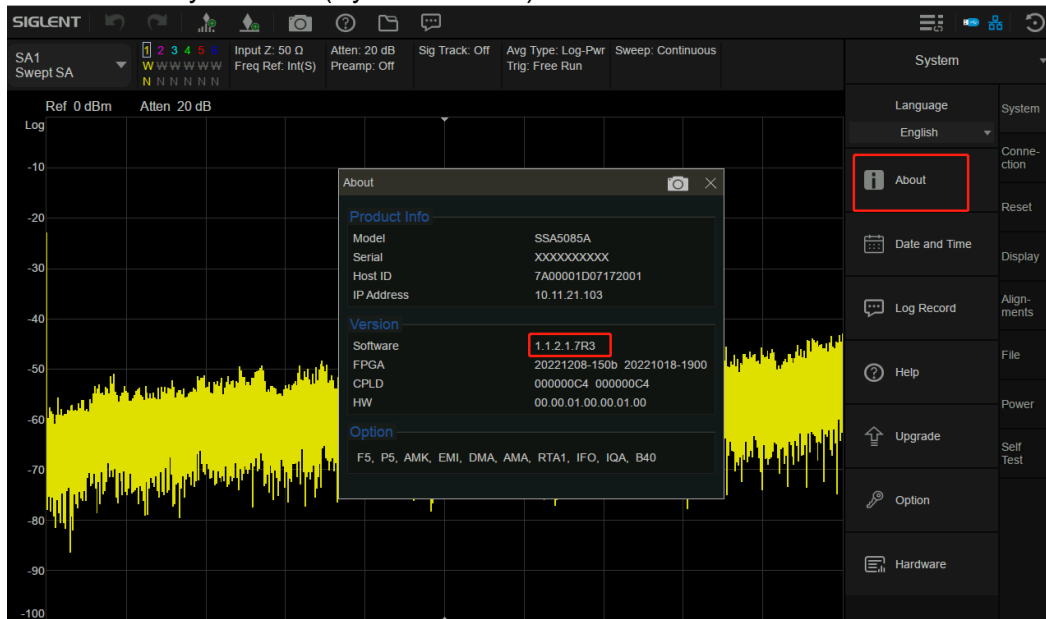 SIGLENT
SA1
Swept SA
1 2 3 4 5 6
W W W W W W
N N N N N N
Input Z: 50 Ω
Freq Ref: Int(S)
Atten: 20 dB
Preamp: Off
Sig Track: Off
Avg Type: Log-Pwr
Trig: Free Run
Sweep: Continuous
Ref 0 dBm Atten 20 dB
Log
-10
-20
-30
-40
-50
-60
-70
-80
-90
-100
About
Product Info
Model SSA5085A
Serial XXXXXXXXXX
Host ID 7A00001D07172001
IP Address 10.11.21.103
Version
Software 1.1.2.1.7R3
FPGA 20221208-150b 20221018-1900
CPLD 000000C4 000000C4
HW 00.00.01.00.00.01.00
Option
F5, P5, AMK, EMI, DMA, AMA, RTA1, IFO, IQA, B40
System
Language
English
About
Date and Time
Log Record
Help
Upgrade
Option
Hardware
System
Conne-
ction
Reset
Display
Align-
ments
File
Power
Self
Test